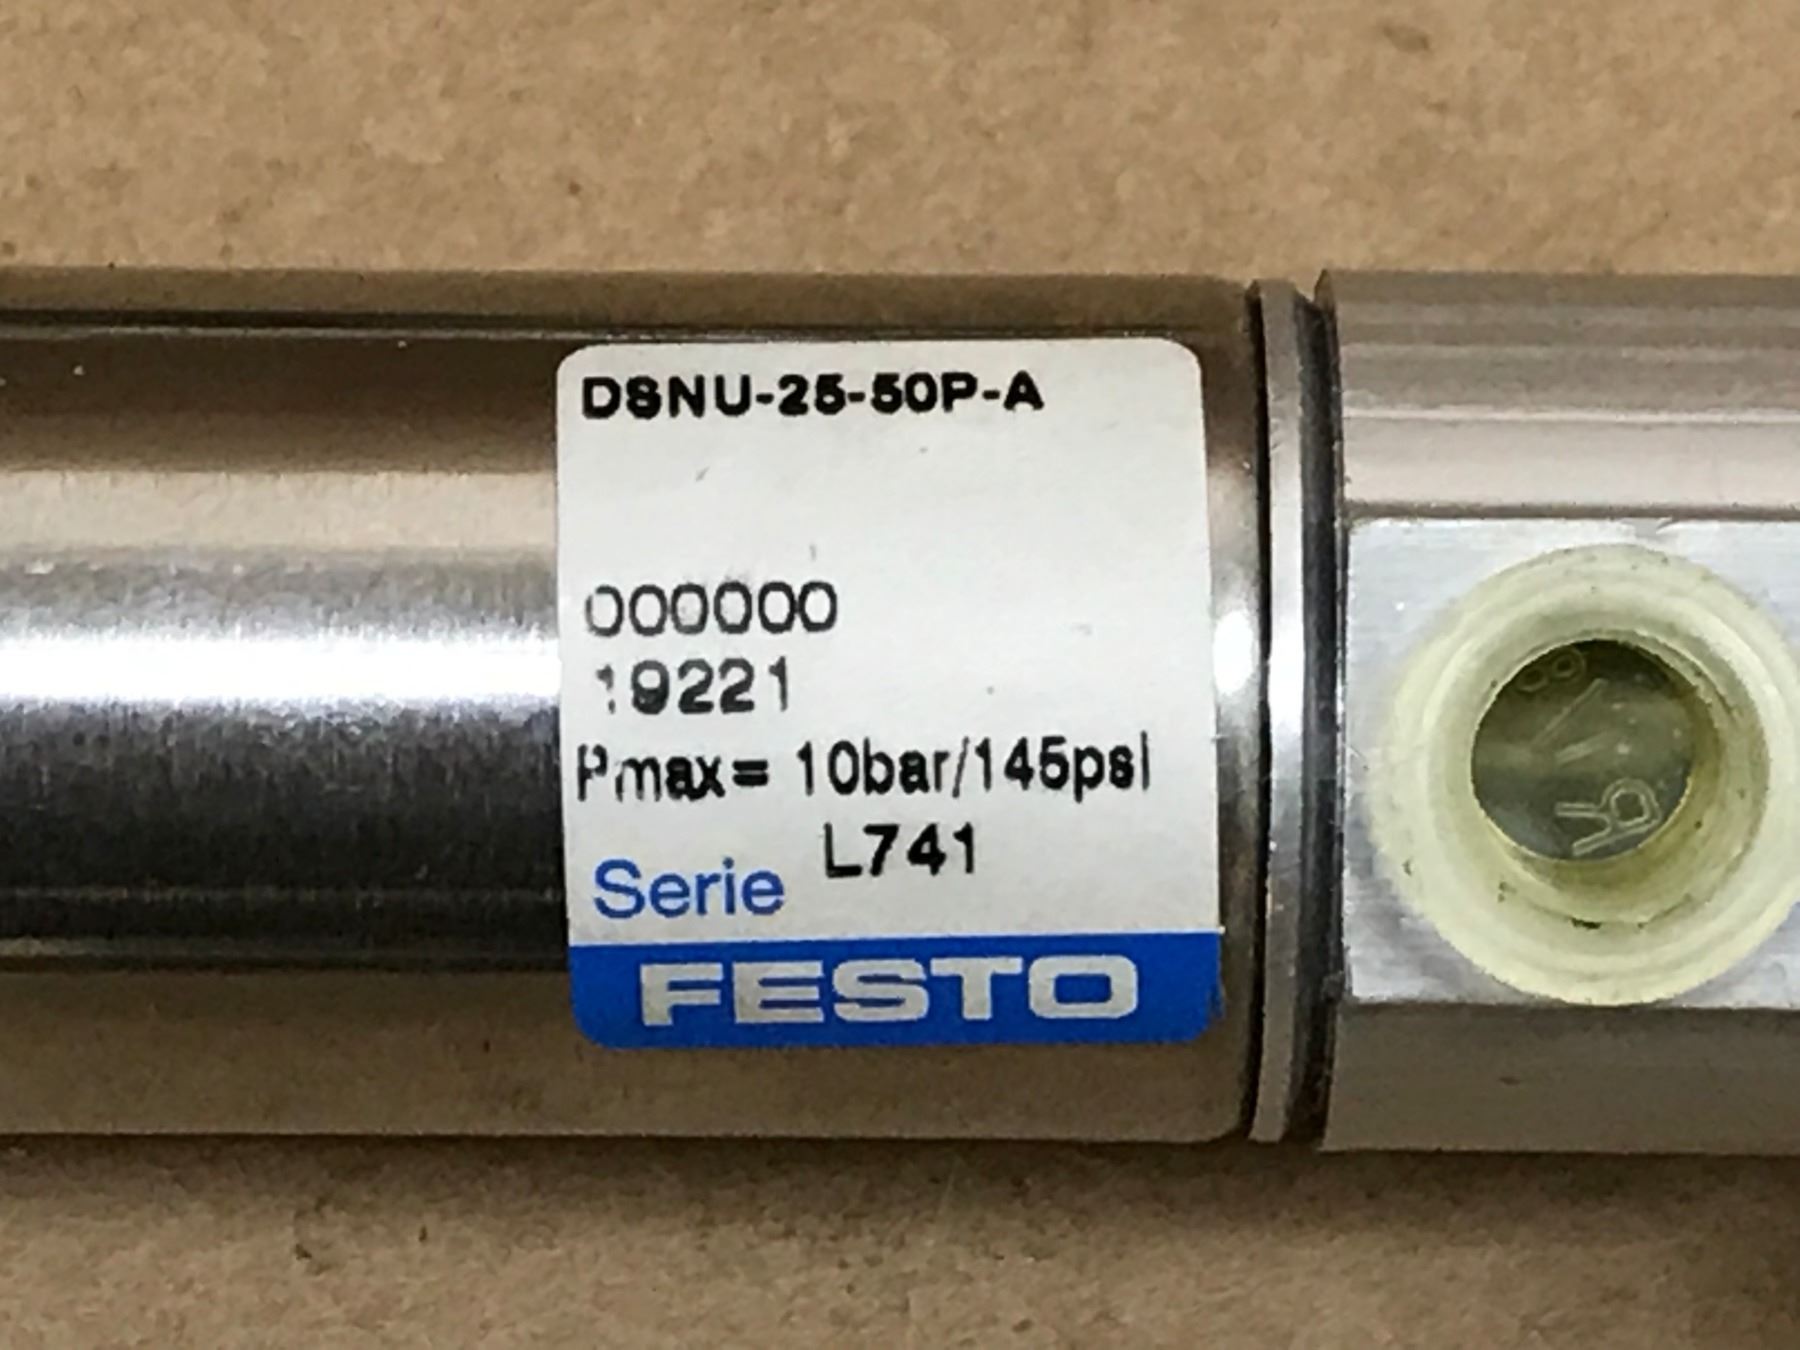 DSNU-25-50P-A
000000
19221
Pmax= 10bar/145psi
Serie L741
FESTO